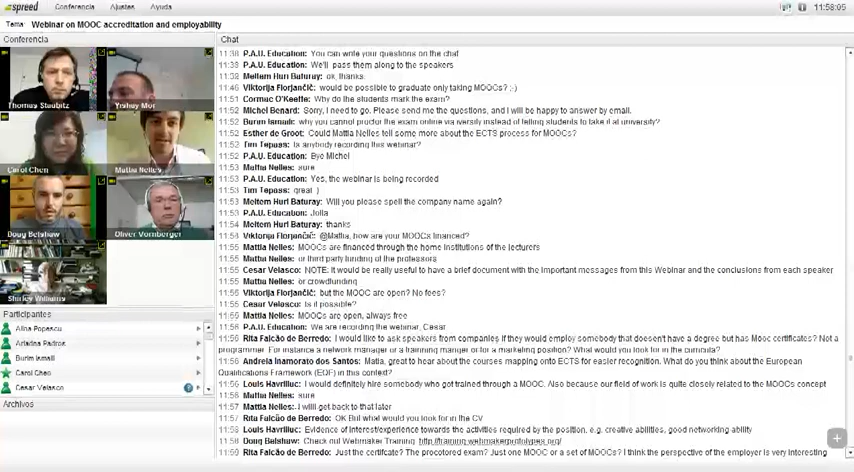 spreed
Conferencia Ajustes Ayuda 11:58:05
Tema: Webinar on MOOC accreditation and employability
Conferencia
Thomas Staubitz
Yishay Mor
Carol Chen
Mattia Nelles
Doug Belshaw
Oliver Vornberger
Shirley Williams
Participantes
Alina Popescu
Ariadna Padros
Burim Ismaili
Carol Chen
Cesar Velasco
Archivos
Chat
11:38 P.A.U. Education: You can write your questions on the chat
11:38 P.A.U. Education: We'll pass them along to the speakers
Meltem Huri Baturay: ok, thanks.
11:46 Viktorija Florjančič: would be possible to graduate only taking MOOCs? ;-)
11:51 Cormac O'Keeffe: Why do the students mark the exam?
11:52 Michel Benard: Sorry, I need to go. Please send me the questions, and I will be happy to answer by email.
11:52 Burim Ismaili: why you cannot proctor the exam online via iversity instead of telling students to take it at university?
11:52 Esther de Groot: Could Mattia Nelles tell some more about the ECTS process for MOOCs?
11:52 Tim Tepass: Is anybody recording this webinar?
11:53 P.A.U. Education: Bye Michel
11:53 Mattia Nelles: sure
11:53 P.A.U. Education: Yes, the webinar is being recorded
11:53 Tim Tepass: great :)
11:53 Meltem Huri Baturay: Will you please spell the company name again?
11:53 P.A.U. Education: Jolla
11:54 Meltem Huri Baturay: thanks
Viktorija Florjančič: @Mattia, how are your MOOCs financed?
11:55 Mattia Nelles: MOOCs are financed through the home institutions of the lecturers
11:55 Mattia Nelles: or third party funding of the professors
11:55 Cesar Velasco: NOTE: It would be really useful to have a brief document with the important messages from this Webinar and the conclusions from each speaker
11:55 Mattia Nelles: or crowdfunding
11:55 Viktorija Florjančič: but the MOOC are open? No fees?
11:55 Cesar Velasco: Is it possible?
Mattia Nelles: MOOCs are open, always free
P.A.U. Education: We are recording the webinar, Cesar
11:56 Rita Falcão de Berredo: I would like to ask speakers from companies if they would employ somebody that doesn't have a degree but has Mooc certificates? Not a
programmer. For instance a network manager or a training manger or for a marketing position? What would you look for in the curricula?
11:56 Andreia Inamorato dos Santos: Matia, great to hear about the courses mapping onto ECTS for easier recognition. What do you think about the European
Qualifications Framework (EQF) in this context?
11:56 Louis Havriluc: I would definitely hire somebody who got trained through a MOOC. Also because our field of work is quite closely related to the MOOCs concept
11:56 Mattia Nelles: sure
11:57 Mattia Nelles: I will get back to that later
11:57 Rita Falcão de Berredo: OK But what would you look for in the CV
11:58 Louis Havriluc: Evidence of interest/experience towards the activities required by the position, e.g. creative abilities, good networking ability
11:58 Doug Belshaw: Check out Webmaker Training: http://training.webmakerprototypes.org/
11:59 Rita Falcão de Berredo: Just the certifcate? The procotored exam? Just one MOOC or a set of MOOCs? I think the perspective of the employer is very interesting